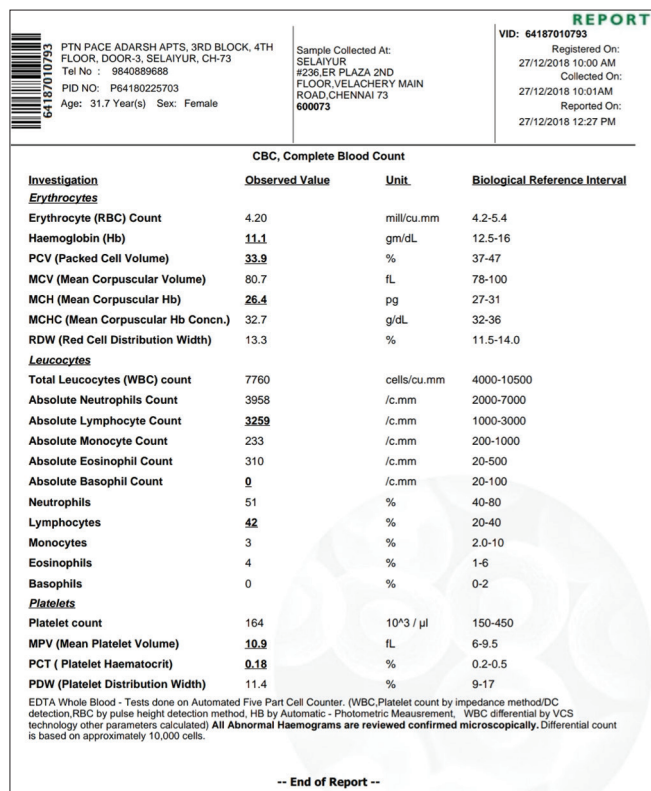 REPORT
VID: 64187010793
64187010793
PTN PACE ADARSH APTS, 3RD BLOCK, 4TH
FLOOR, DOOR-3, SELAIYUR, CH-73
Tel No : 9840889688
PID NO: P64180225703
Age: 31.7 Year(s) Sex: Female
Sample Collected At:
SELAIYUR
#236,ER PLAZA 2ND
FLOOR,VELACHERY MAIN
ROAD,CHENNAI 73
600073
Registered On:
27/12/2018 10:00 AM
Collected On:
27/12/2018 10:01AM
Reported On:
27/12/2018 12:27 PM
CBC, Complete Blood Count
Investigation Observed Value Unit Biological Reference Interval
Erythrocytes
Erythrocyte (RBC) Count 4.20 mill/cu.mm 4.2-5.4
Haemoglobin (Hb) 11.1 gm/dL 12.5-16
PCV (Packed Cell Volume) 33.9 % 37-47
MCV (Mean Corpuscular Volume) 80.7 fL 78-100
MCH (Mean Corpuscular Hb) 26.4 pg 27-31
MCHC (Mean Corpuscular Hb Concn.) 32.7 g/dL 32-36
RDW (Red Cell Distribution Width) 13.3 % 11.5-14.0
Leucocytes
Total Leucocytes (WBC) count 7760 cells/cu.mm 4000-10500
Absolute Neutrophils Count 3958 /c.mm 2000-7000
Absolute Lymphocyte Count 3259 /c.mm 1000-3000
Absolute Monocyte Count 233 /c.mm 200-1000
Absolute Eosinophil Count 310 /c.mm 20-500
Absolute Basophil Count 0 /c.mm 20-100
Neutrophils 51 % 40-80
Lymphocytes 42 % 20-40
Monocytes 3 % 2.0-10
Eosinophils 4 % 1-6
Basophils 0 % 0-2
Platelets
Platelet count 164 10^3 / µl 150-450
MPV (Mean Platelet Volume) 10.9 fL 6-9.5
PCT ( Platelet Haematocrit) 0.18 % 0.2-0.5
PDW (Platelet Distribution Width) 11.4 % 9-17
EDTA Whole Blood - Tests done on Automated Five Part Cell Counter. (WBC,Platelet count by impedance method/DC
detection,RBC by pulse height detection method, HB by Automatic - Photometric Meausrement, WBC differential by VCS
technology other parameters calculated) All Abnormal Haemograms are reviewed confirmed microscopically. Differential count
is based on approximately 10,000 cells.
-- End of Report --